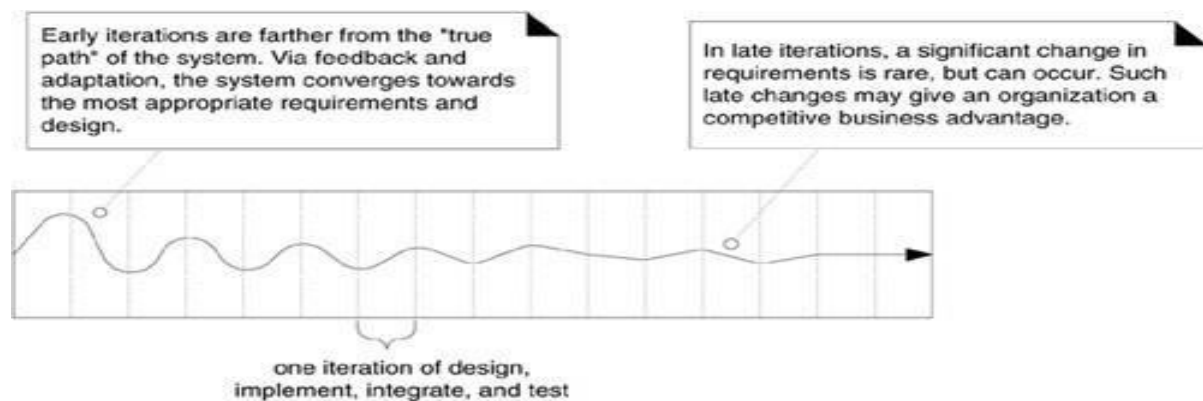 Early iterations are farther from the "true
path" of the system. Via feedback and
adaptation, the system converges towards
the most appropriate requirements and
design.
In late iterations, a significant change in
requirements is rare, but can occur. Such
late changes may give an organization a
competitive business advantage.
one iteration of design,
implement, integrate, and test